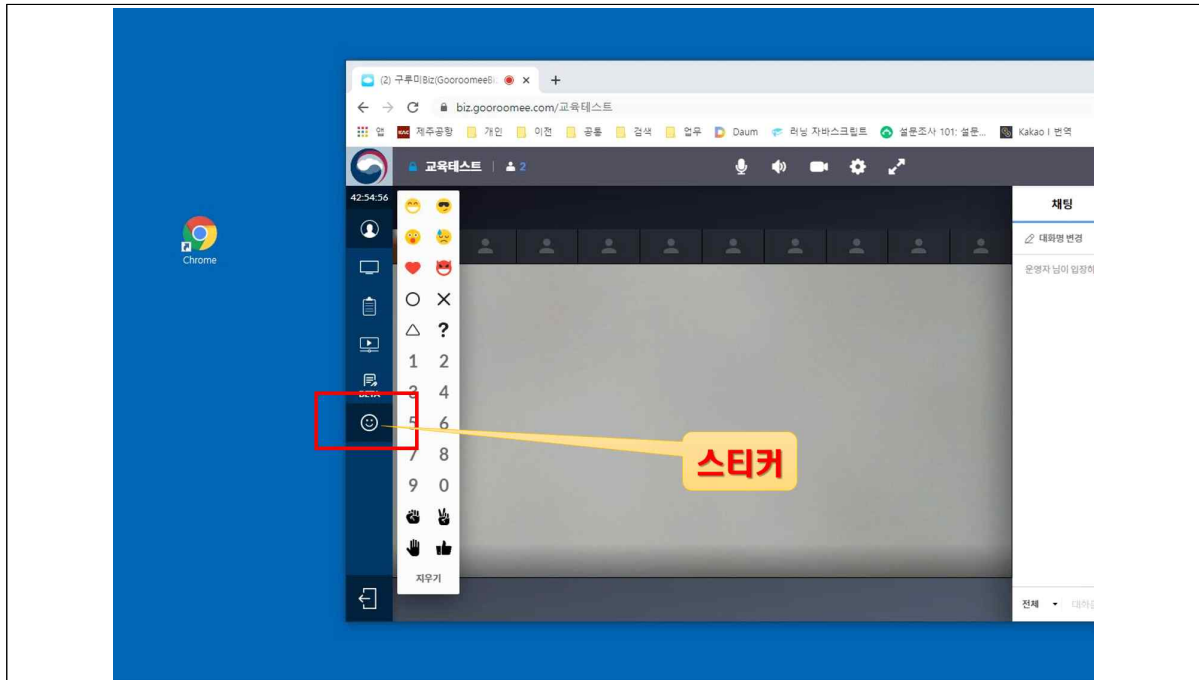 (2) 구루미Biz(GooroomeeBi
biz.gooroomee.com/교육테스트
앱 제주공항 개인 이전 공통 검색 업무 Daum 러닝 자바스크립트 설문조사 101: 설문... Kakao | 번역
교육테스트 2
42:54:56
채팅
대화명 변경
Chrome
운영자 님이 입장하
? 
1 2
3 4
BETA
5 6
스티커
7 8
9 0
지우기
전체